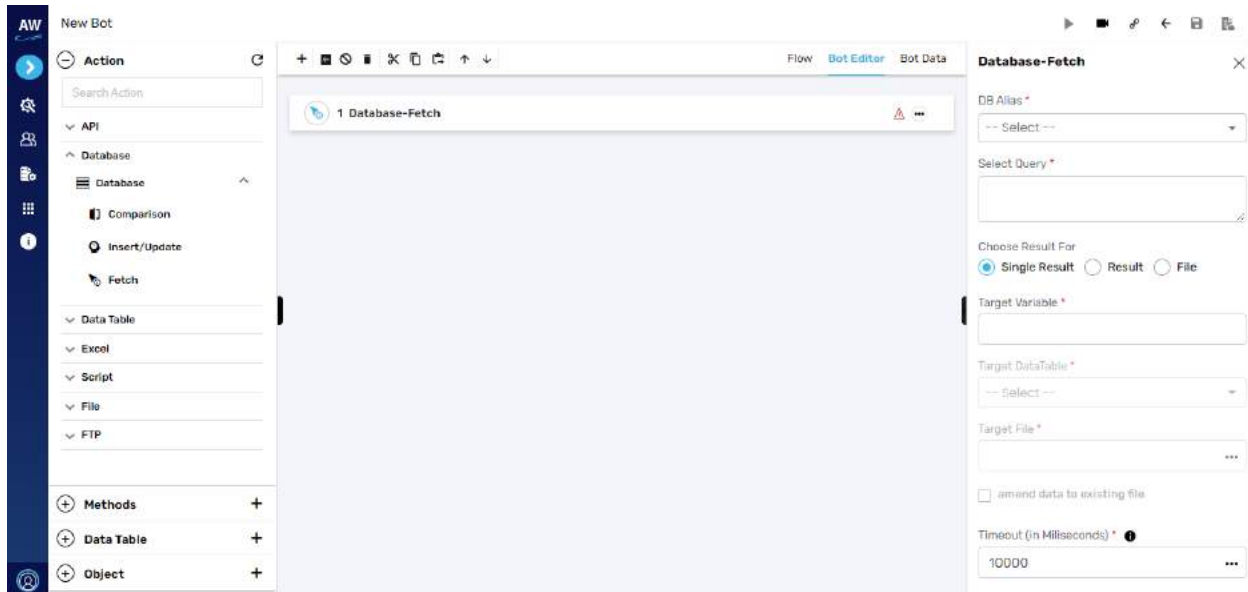 AW
New Bot
Action
Search Action
API
Database
Database
Comparison
Insert/Update
Fetch
Data Table
Excel
Script
File
FTP
Methods
Data Table
Object
Flow
Bot Editor
Bot Data
1 Database-Fetch
Database-Fetch
DB Alias *
-- Select --
Select Query *
Choose Result For
Single Result
Result
File
Target Variable *
Target DataTable *
-- Select --
Target File *
amend data to existing file
Timeout (in Miliseconds) *
10000